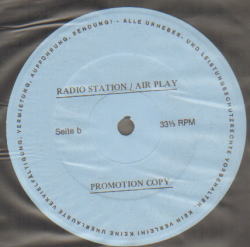 RADIO STATION / AIR PLAY
Seite b
33⅓ RPM
PROMOTION COPY
ALLE URHEBER- UND LEISTUNGSSCHUTZRECHTE VORBEHALTEN. KEIN VERLEIH! KEINE UNERLAUBTE VERVIELFÄLTIGUNG, VERMIETUNG, AUFFÜHRUNG, SENDUNG! -